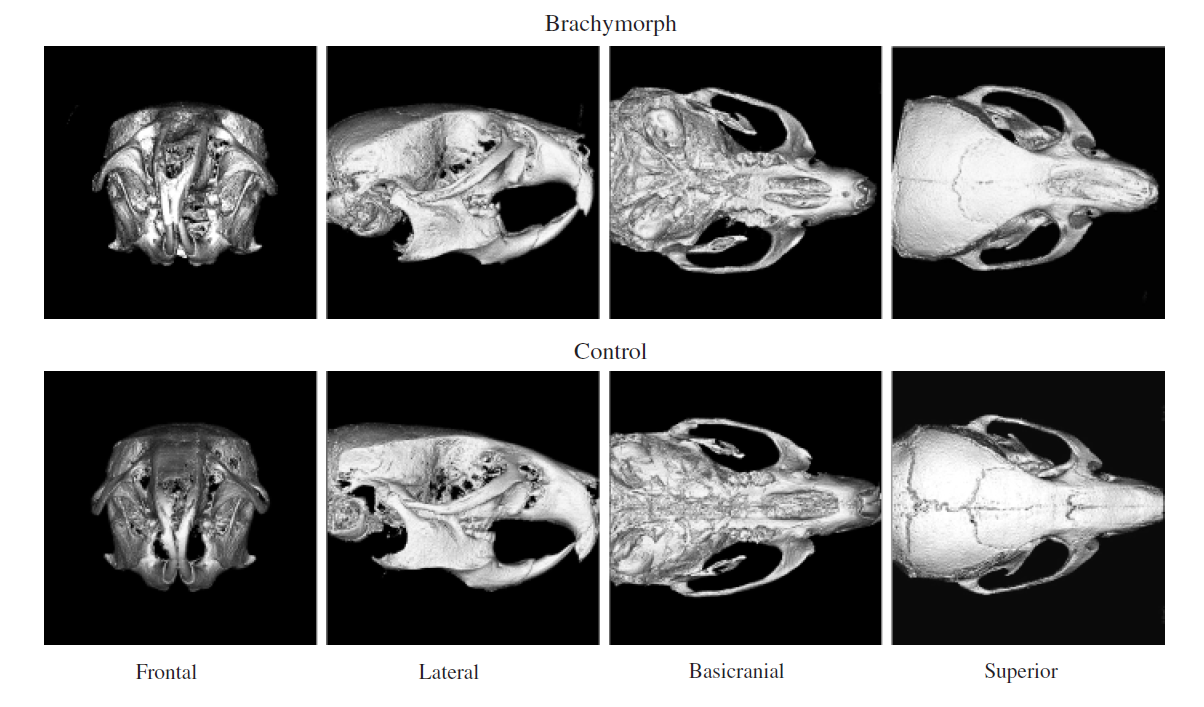 Brachymorph
Control
Frontal
Lateral
Basicranial
Superior